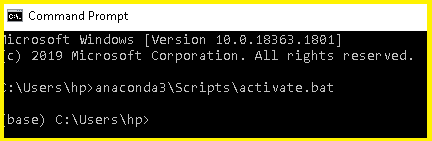 Command Prompt
Microsoft Windows [Version 10.0.18363.1801]
(c) 2019 Microsoft Corporation. All rights reserved.
C:\Users\hp>anaconda3\Scripts\activate.bat
(base) C:\Users\hp>